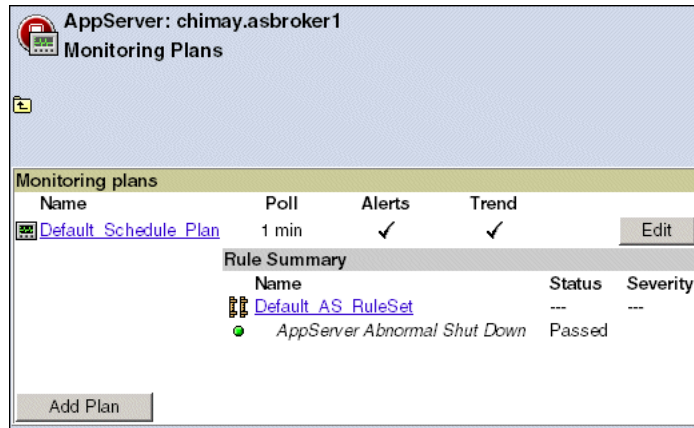 AppServer: chimay.asbroker1
Monitoring Plans
Monitoring plans
Name Poll Alerts Trend
Default_Schedule_Plan 1 min ✓ ✓ Edit
Rule Summary
Name Status Severity
Default_AS_RuleSet --- ---
AppServer Abnormal Shut Down Passed
Add Plan